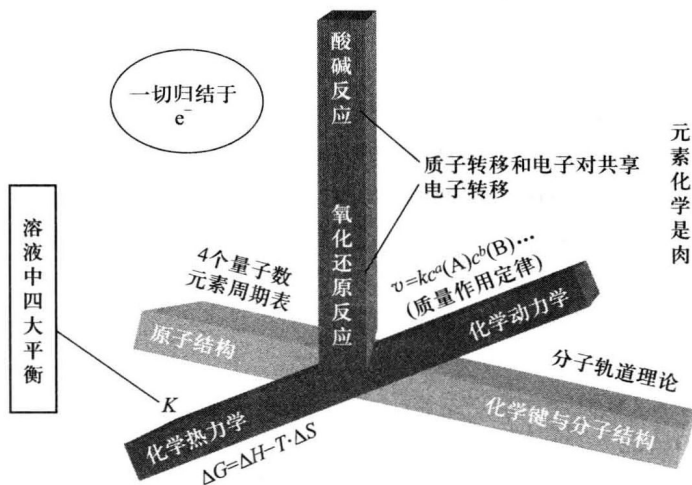 酸碱反应
一切归结于
e⁻
质子转移和电子对共享
电子转移
元素化学是肉
氧化还原反应
溶液中四大平衡
4个量子数
元素周期表
υ=kcᵃ(A)cᵇ(B)…
(质量作用定律)
原子结构
化学动力学
分子轨道理论
K
化学热力学
化学键与分子结构
ΔG=ΔH−T·ΔS